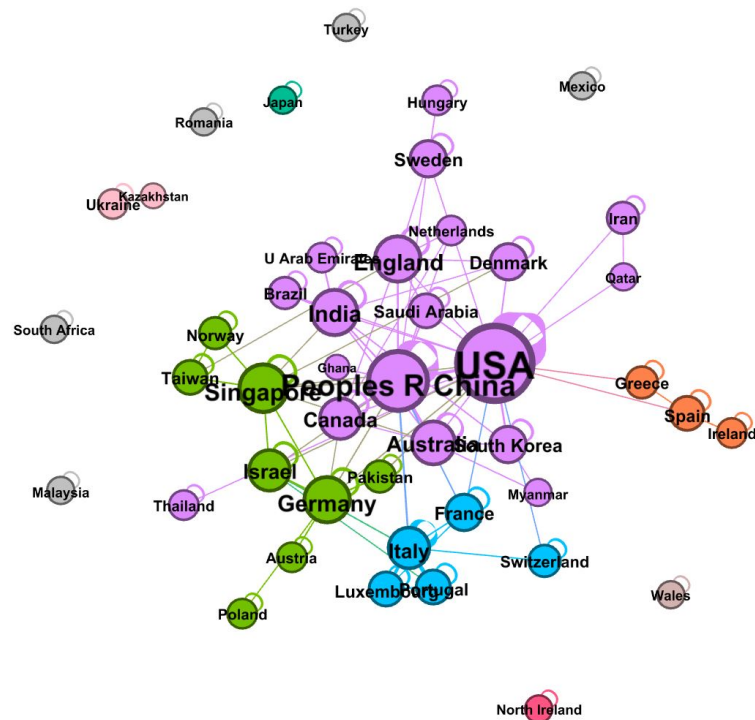 Turkey
Mexico
Japan
Hungary
Romania
Sweden
Kazakhstan
Ukraine
Iran
Netherlands
U Arab Emirates
England
Denmark
Qatar
Brazil
India
Saudi Arabia
South Africa
Norway
Ghana
USA
Taiwan
Singapore
Peoples R China
Greece
Canada
Spain
Australia
South Korea
Ireland
Israel
Pakistan
Malaysia
Thailand
Germany
Myanmar
France
Italy
Austria
Switzerland
Luxembourg
Portugal
Wales
Poland
North Ireland